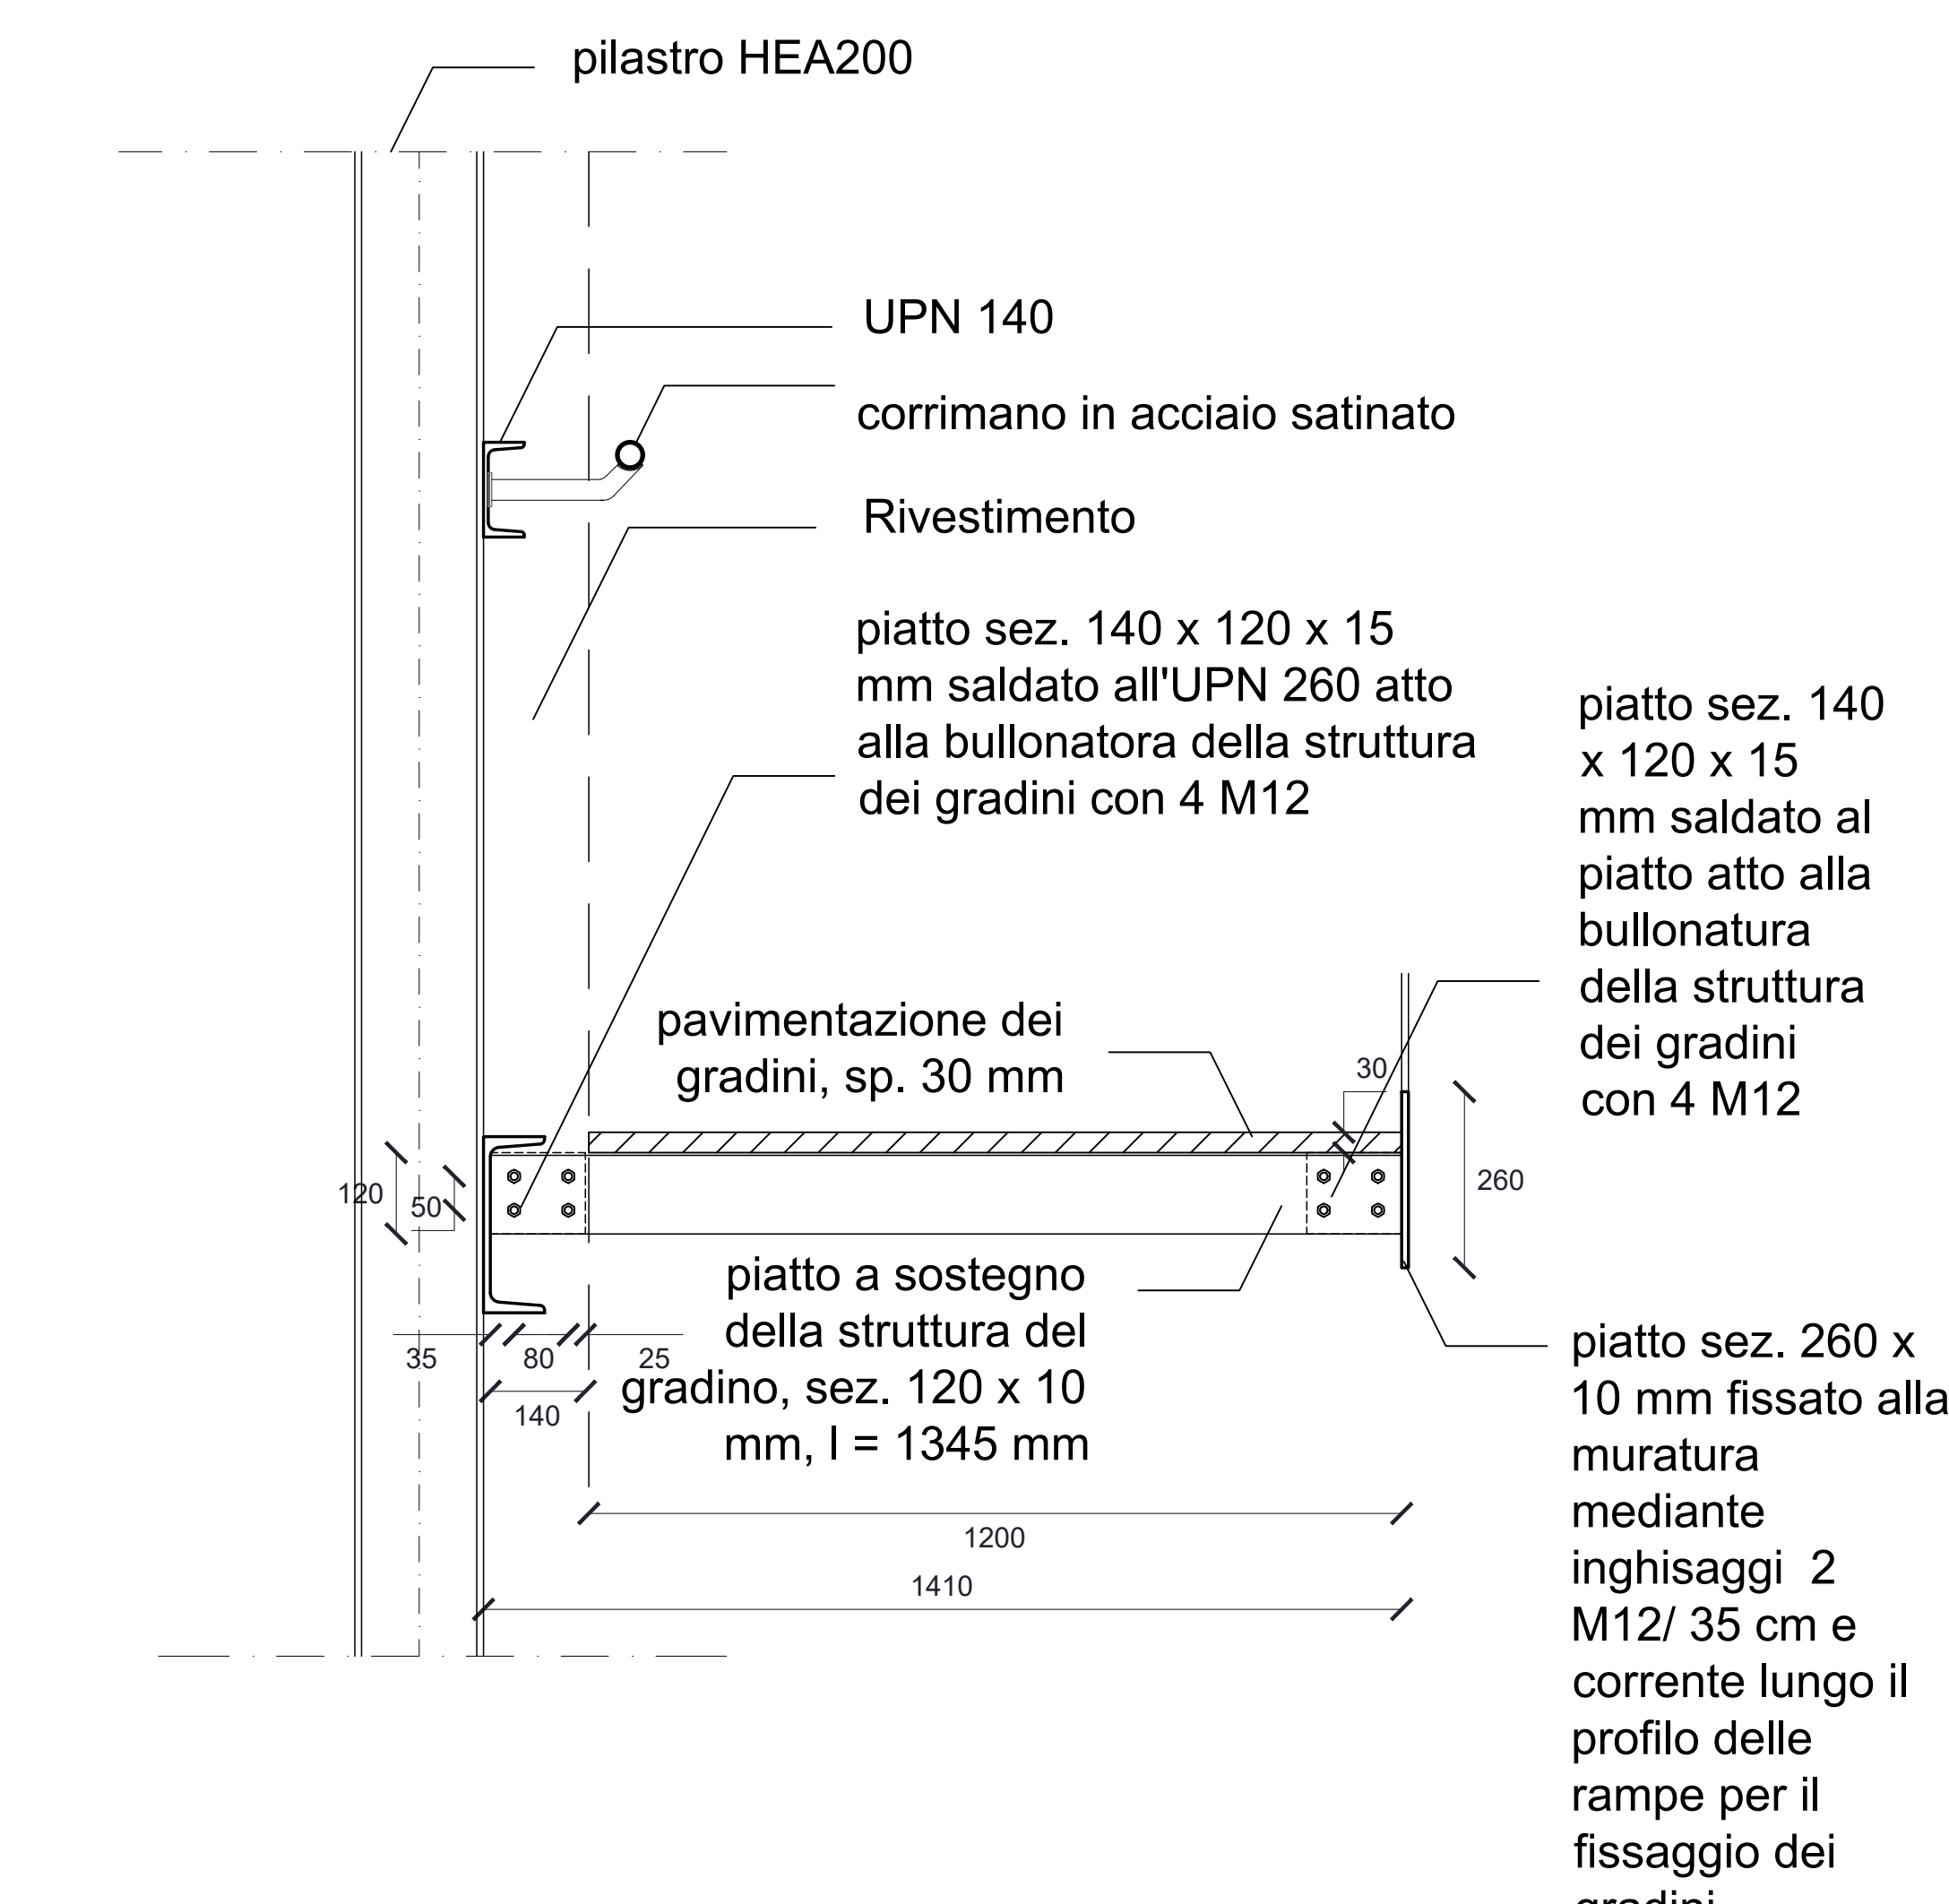 pilastro HEA200
UPN 140
corrimano in acciaio satinato
Rivestimento
piatto sez. 140 x 120 x 15
mm saldato all'UPN 260 atto
alla bullonatora della struttura
dei gradini con 4 M12
piatto sez. 140
x 120 x 15
mm saldato al
piatto atto alla
bullonatura
della struttura
dei gradini
con 4 M12
pavimentazione dei
gradini, sp. 30 mm
30
260
120
50
piatto a sostegno
della struttura del
gradino, sez. 120 x 10
mm, l = 1345 mm
35
80
25
140
1200
1410
piatto sez. 260 x
10 mm fissato alla
muratura
mediante
inghisaggi  2
M12/ 35 cm e
corrente lungo il
profilo delle
rampe per il
fissaggio dei
gradini